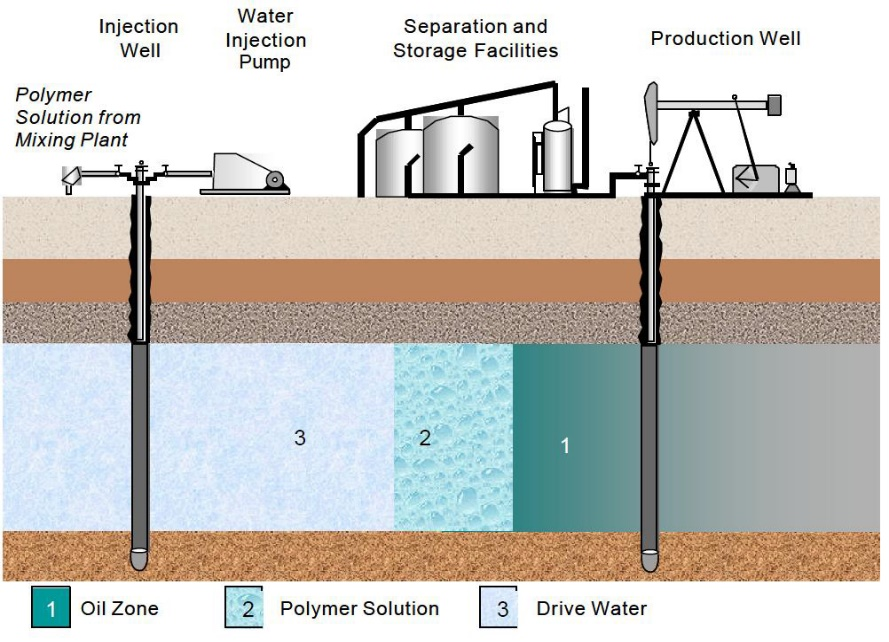 Injection
Well
Water
Injection
Pump
Separation and
Storage Facilities
Production Well
Polymer
Solution from
Mixing Plant
3
2
1
1 Oil Zone
2 Polymer Solution
3 Drive Water